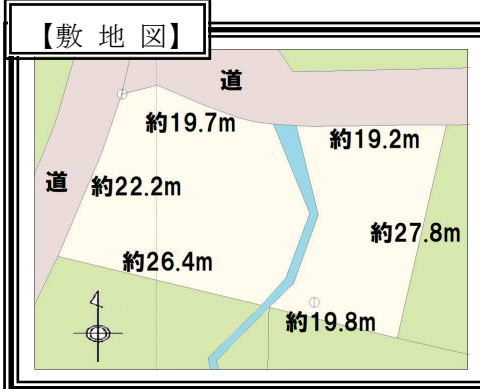 【敷 地 図】
道
約19.7m
約19.2m
道
約22.2m
約27.8m
約26.4m
約19.8m